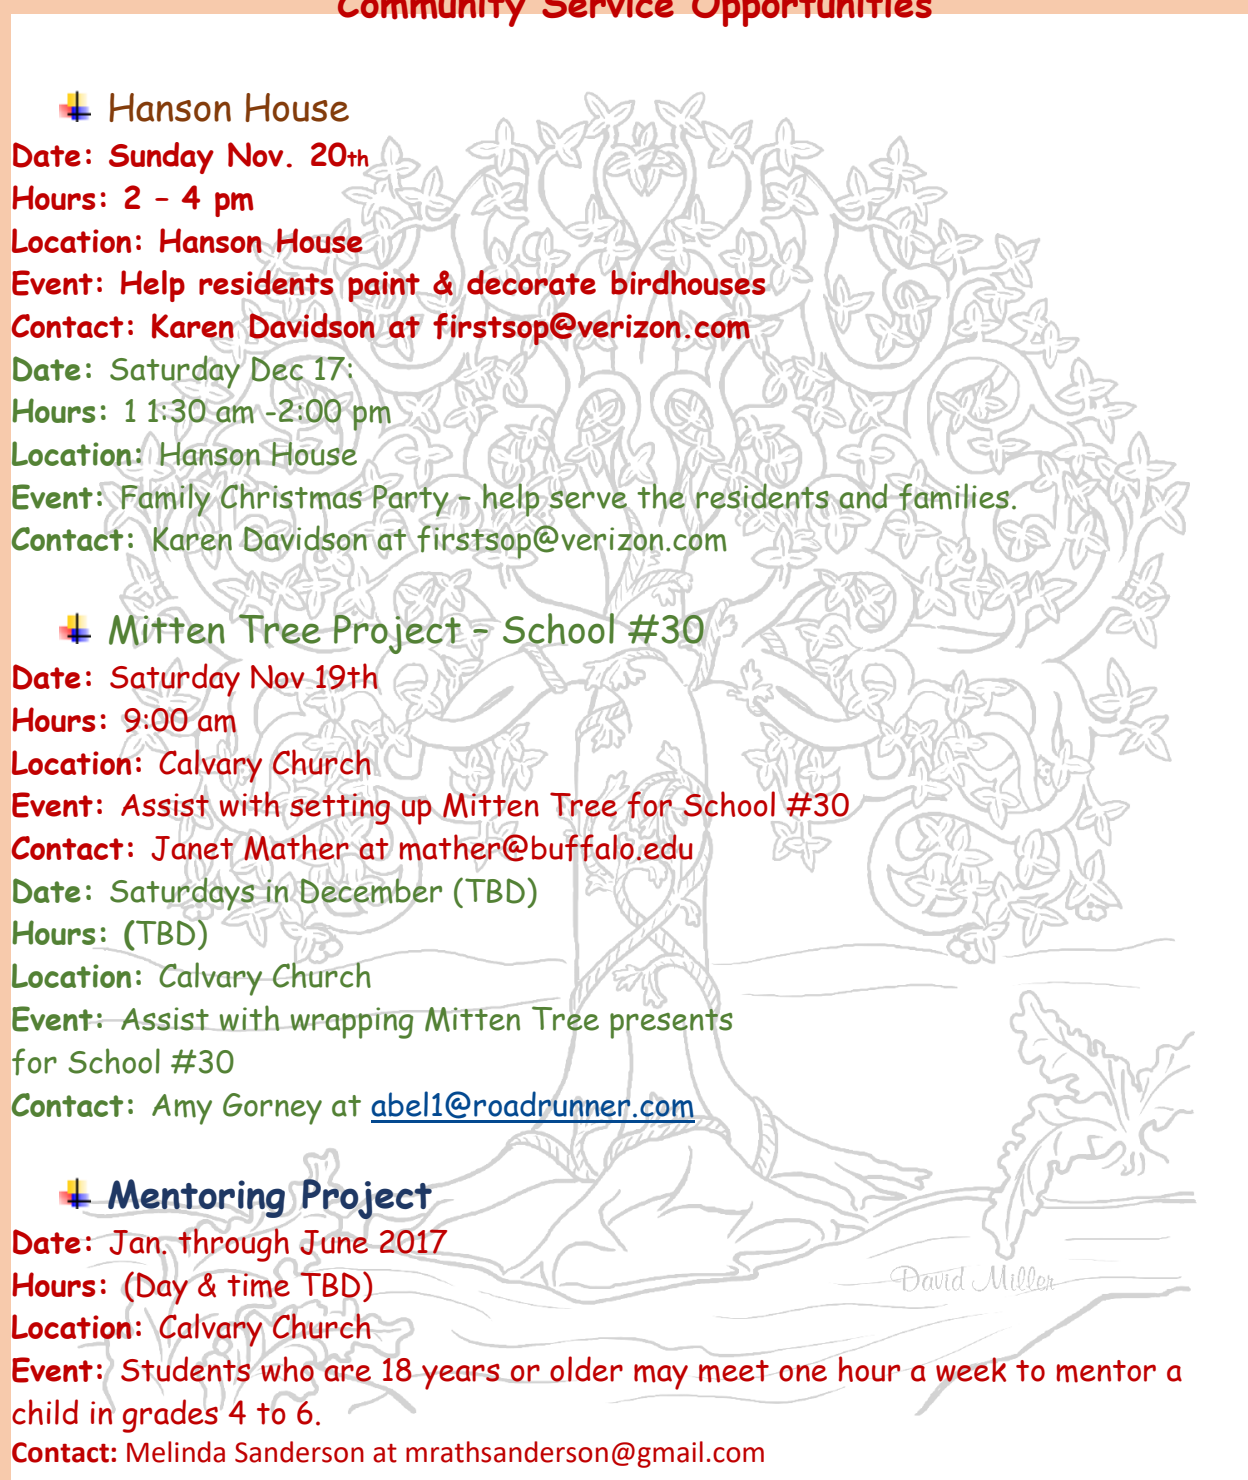 Community Service Opportunities
Hanson House
Date: Sunday Nov. 20th
Hours: 2 – 4 pm
Location: Hanson House
Event: Help residents paint & decorate birdhouses
Contact: Karen Davidson at firstsop@verizon.com
Date: Saturday Dec 17:
Hours: 1 1:30 am -2:00 pm
Location: Hanson House
Event: Family Christmas Party – help serve the residents and families.
Contact: Karen Davidson at firstsop@verizon.com
Mitten Tree Project – School #30
Date: Saturday Nov 19th
Hours: 9:00 am
Location: Calvary Church
Event: Assist with setting up Mitten Tree for School #30
Contact: Janet Mather at mather@buffalo.edu
Date: Saturdays in December (TBD)
Hours: (TBD)
Location: Calvary Church
Event: Assist with wrapping Mitten Tree presents
for School #30
Contact: Amy Gorney at abel1@roadrunner.com
Mentoring Project
Date: Jan. through June 2017
Hours: (Day & time TBD)
David Miller
Location: Calvary Church
Event: Students who are 18 years or older may meet one hour a week to mentor a
child in grades 4 to 6.
Contact: Melinda Sanderson at mrathsanderson@gmail.com